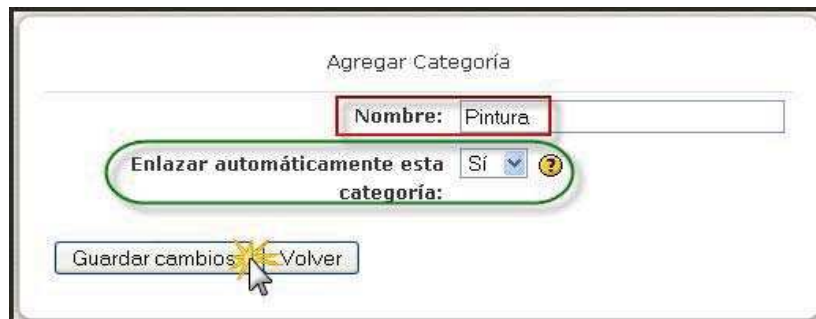 Agregar Categoría
Nombre: Pintura
Enlazar automáticamente esta Sí
categoría:
Guardar cambios Volver